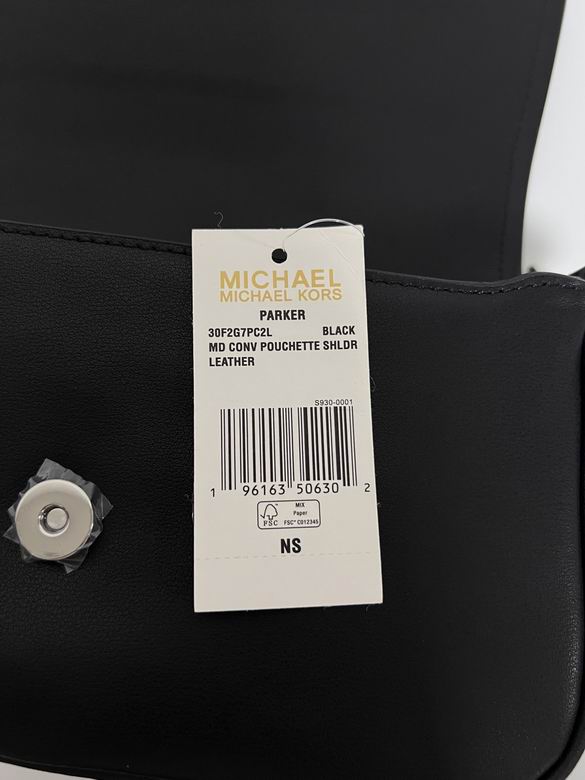 MICHAEL
MICHAEL KORS
PARKER
30F2G7PC2L BLACK
MD CONV POUCHETTE SHLDR
LEATHER
S930-0001
1 96163 50630 2
FSC
MIX
Paper
FSC® C012345
NS